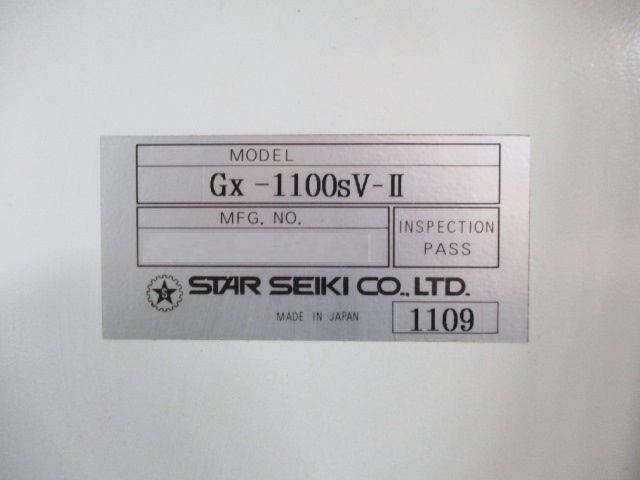 MODEL
Gx -1100sV-II
MFG. NO.
INSPECTION
PASS
S
STAR SEIKI CO., LTD.
MADE IN JAPAN
1109